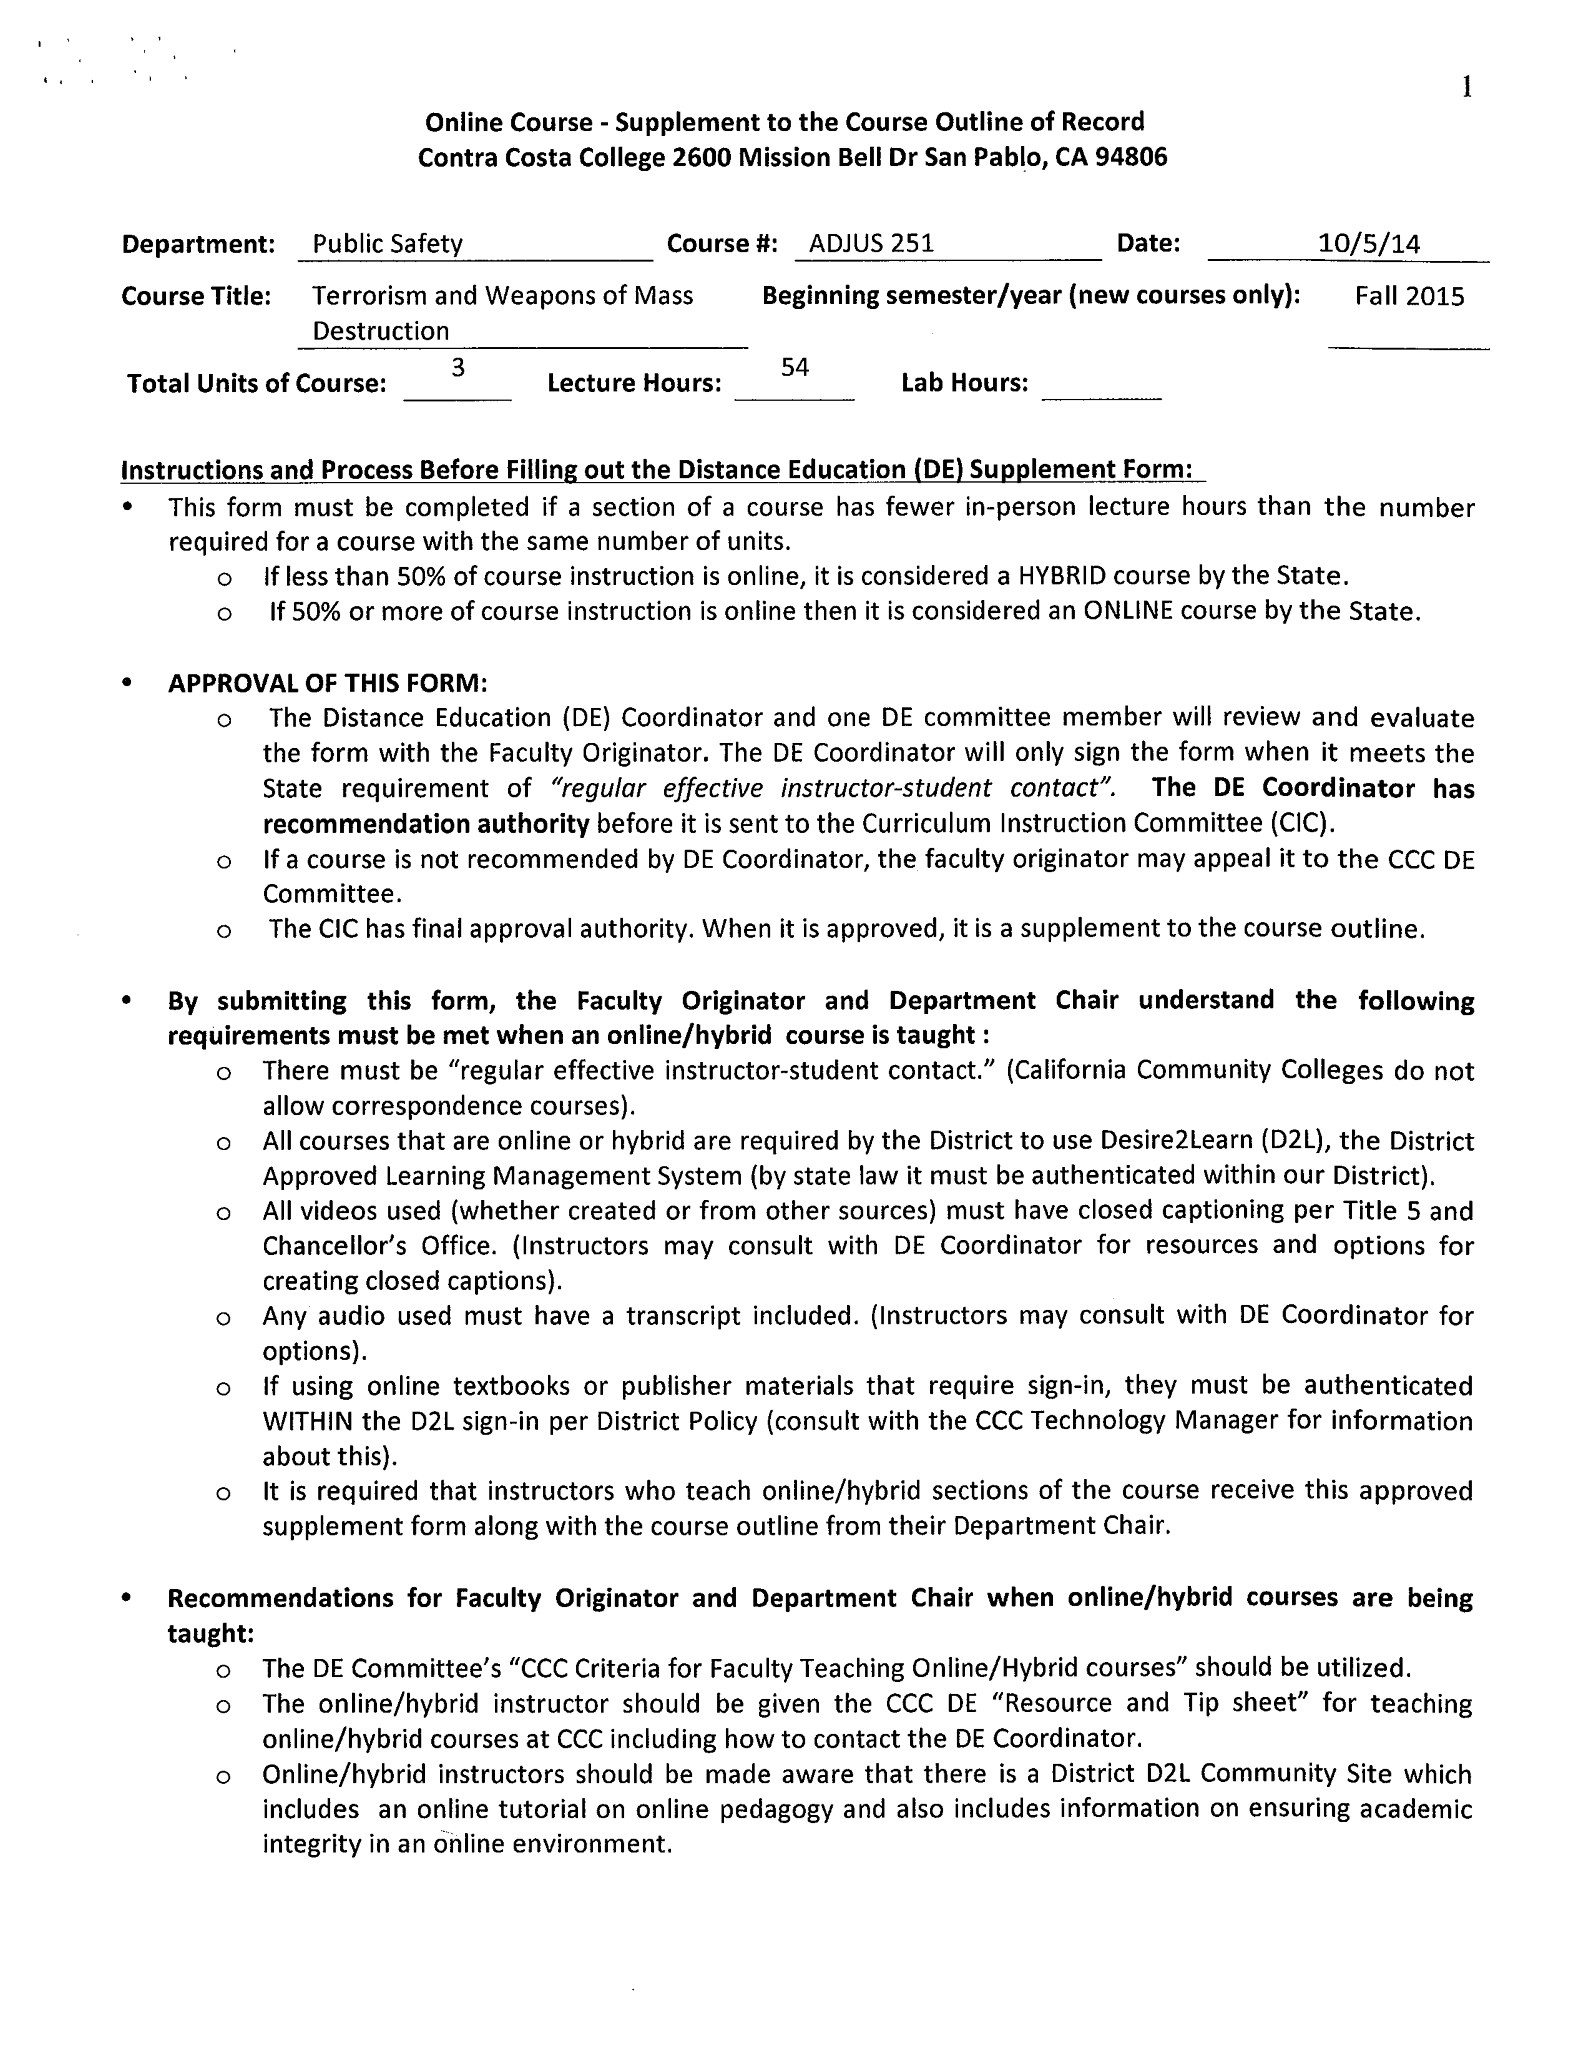 1
Online Course - Supplement to the Course Outline of Record
Contra Costa College 2600 Mission Bell Dr San Pablo, CA 94806
Department: Public Safety Course #: ADJUS 251 Date: 10/5/14
Course Title: Terrorism and Weapons of Mass Beginning semester/year (new courses only): Fall 2015
Destruction
Total Units of Course: 3 Lecture Hours: 54 Lab Hours:
Instructions and Process Before Filling out the Distance Education (DE) Supplement Form:
• This form must be completed if a section of a course has fewer in-person lecture hours than the number
required for a course with the same number of units.
o If less than 50% of course instruction is online, it is considered a HYBRID course by the State.
o If 50% or more of course instruction is online then it is considered an ONLINE course by the State.
• APPROVAL OF THIS FORM:
o The Distance Education (DE) Coordinator and one DE committee member will review and evaluate
the form with the Faculty Originator. The DE Coordinator will only sign the form when it meets the
State requirement of "regular effective instructor-student contact". The DE Coordinator has
recommendation authority before it is sent to the Curriculum Instruction Committee (CIC).
o If a course is not recommended by DE Coordinator, the faculty originator may appeal it to the CCC DE
Committee.
o The CIC has final approval authority. When it is approved, it is a supplement to the course outline.
• By submitting this form, the Faculty Originator and Department Chair understand the following
requirements must be met when an online/hybrid course is taught :
o There must be "regular effective instructor-student contact." (California Community Colleges do not
allow correspondence courses).
o All courses that are online or hybrid are required by the District to use Desire2Learn (D2L), the District
Approved Learning Management System (by state law it must be authenticated within our District).
o All videos used (whether created or from other sources) must have closed captioning per Title 5 and
Chancellor's Office. (Instructors may consult with DE Coordinator for resources and options for
creating closed captions).
o Any audio used must have a transcript included. (Instructors may consult with DE Coordinator for
options).
o If using online textbooks or publisher materials that require sign-in, they must be authenticated
WITHIN the D2L sign-in per District Policy (consult with the CCC Technology Manager for information
about this).
o It is required that instructors who teach online/hybrid sections of the course receive this approved
supplement form along with the course outline from their Department Chair.
• Recommendations for Faculty Originator and Department Chair when online/hybrid courses are being
taught:
o The DE Committee's "CCC Criteria for Faculty Teaching Online/Hybrid courses" should be utilized.
o The online/hybrid instructor should be given the CCC DE "Resource and Tip sheet" for teaching
online/hybrid courses at CCC including how to contact the DE Coordinator.
o Online/hybrid instructors should be made aware that there is a District D2L Community Site which
includes an online tutorial on online pedagogy and also includes information on ensuring academic
integrity in an online environment.